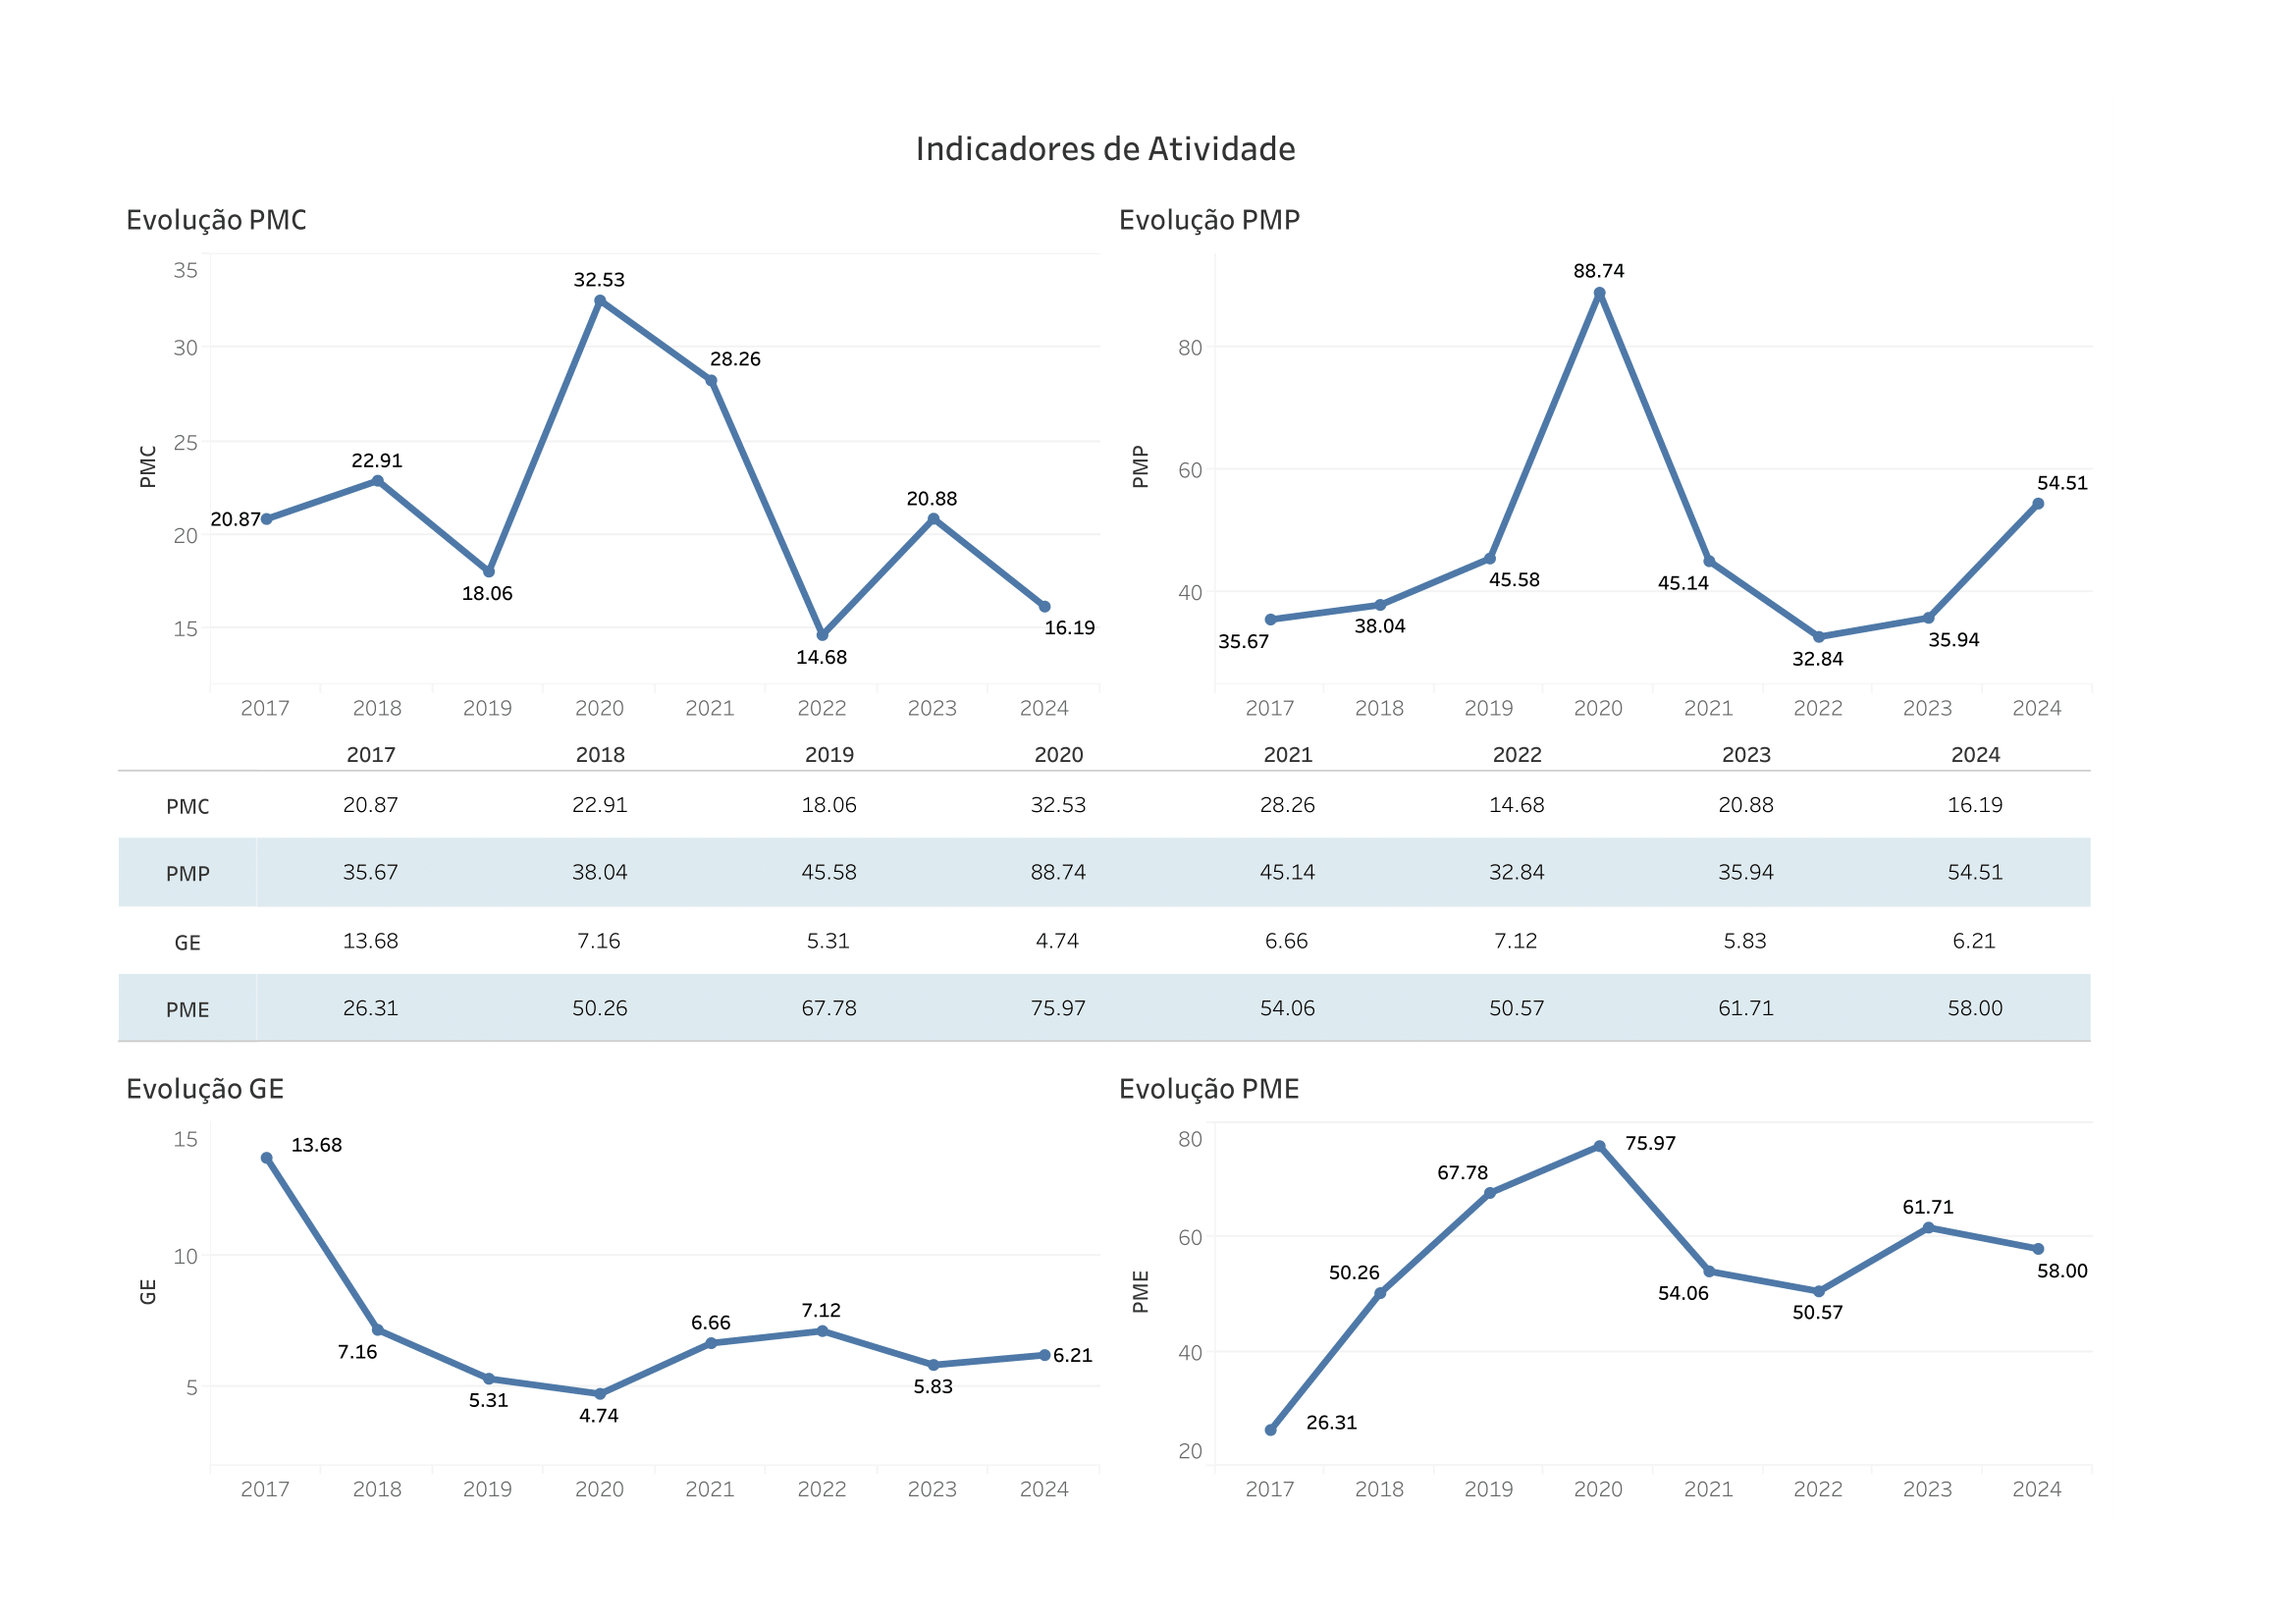 Indicadores de Atividade
Evolução PMC
35
30
25
20
15
PMC
20.87
22.91
18.06
32.53
28.26
14.68
20.88
16.19
2017 2018 2019 2020 2021 2022 2023 2024
Evolução PMP
80
60
40
PMP
35.67
38.04
45.58
88.74
45.14
32.84
35.94
54.51
2017 2018 2019 2020 2021 2022 2023 2024
2017 2018 2019 2020 2021 2022 2023 2024
PMC 20.87 22.91 18.06 32.53 28.26 14.68 20.88 16.19
PMP 35.67 38.04 45.58 88.74 45.14 32.84 35.94 54.51
GE 13.68 7.16 5.31 4.74 6.66 7.12 5.83 6.21
PME 26.31 50.26 67.78 75.97 54.06 50.57 61.71 58.00
Evolução GE
15
10
5
GE
13.68
7.16
5.31
4.74
6.66
7.12
5.83
6.21
2017 2018 2019 2020 2021 2022 2023 2024
Evolução PME
80
60
40
20
PME
26.31
50.26
67.78
75.97
54.06
50.57
61.71
58.00
2017 2018 2019 2020 2021 2022 2023 2024